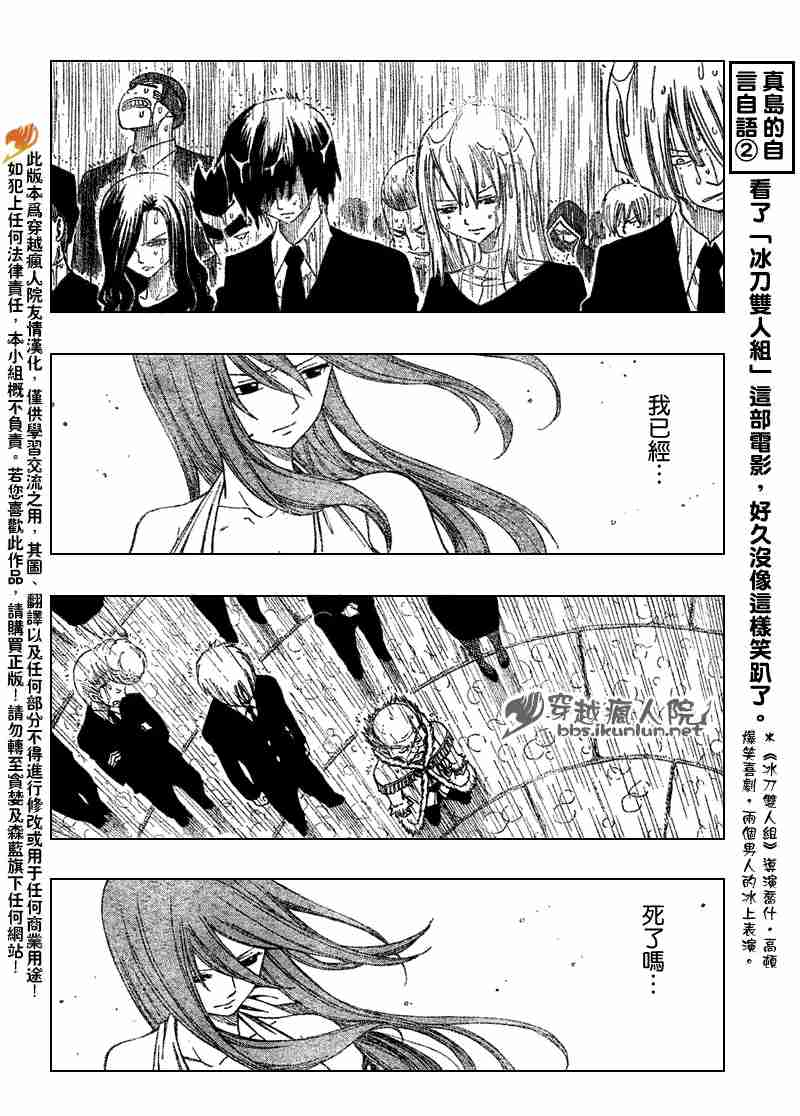 真島的自
言自語②
看了「冰刀雙人組」這部電影，好久沒像這樣笑趴了。
＊《冰刀雙人組》導演喬什・高頓
爆笑喜劇，兩個男人的冰上表演。
我已經…
穿越瘋人院
bbs.ikunlun.net
死了嗎…
此版本爲穿越瘋人院友情漢化，僅供學習交流之用，其圖、翻譯以及任何部分不得進行修改或用于任何商業用途！
如犯上任何法律責任，本小組概不負責。若您喜歡此作品，請購買正版！請勿轉至貪婪及森藍旗下任何網站！